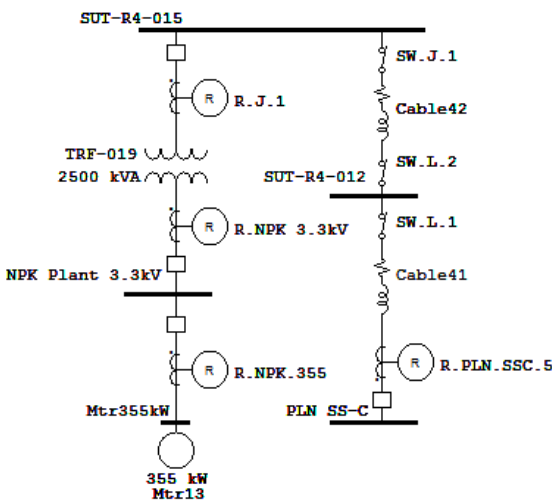 SUT-R4-015
SW.J.1
R R.J.1
Cable42
TRF-019
2500 kVA
SW.L.2
SUT-R4-012
SW.L.1
R R.NPK 3.3kV
NPK Plant 3.3kV
Cable41
R R.NPK.355
R R.PLN.SSC.5
Mtr355kW
PLN SS-C
355 kW
Mtr13